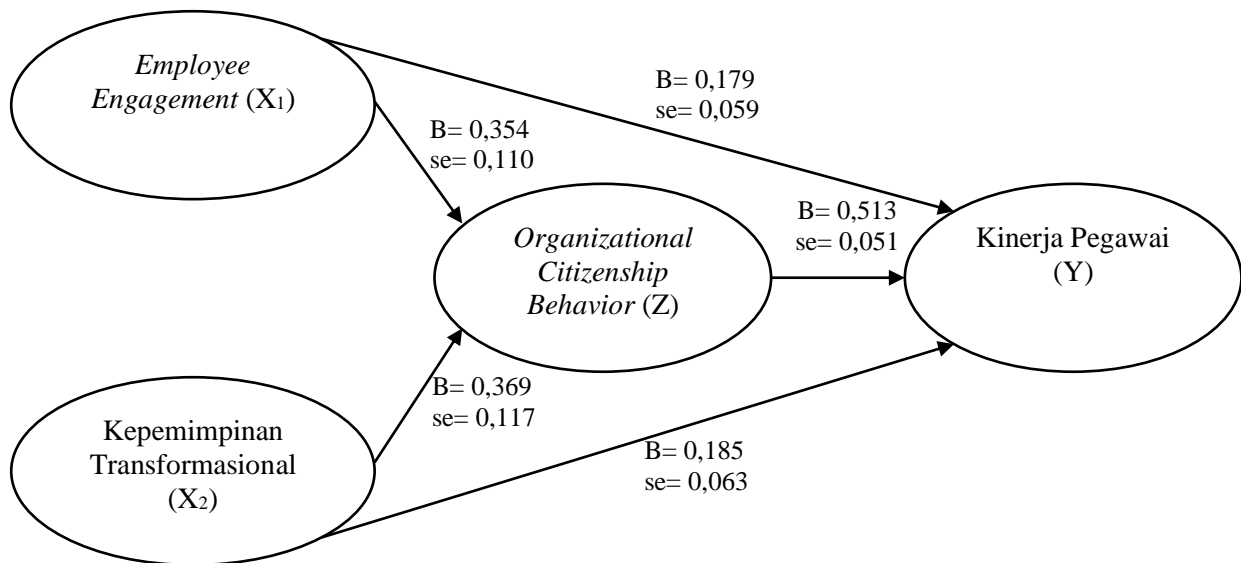 Employee
Engagement (X₁)
B= 0,179
se= 0,059
B= 0,354
se= 0,110
Organizational
Citizenship
Behavior (Z)
B= 0,513
se= 0,051
Kinerja Pegawai
(Y)
B= 0,369
se= 0,117
Kepemimpinan
Transformasional
(X₂)
B= 0,185
se= 0,063